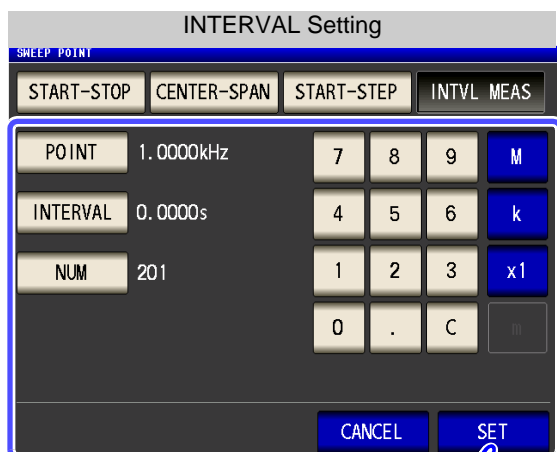 INTERVAL Setting
SWEEP POINT
START-STOP CENTER-SPAN START-STEP INTVL MEAS
POINT 1.0000kHz 7 8 9 M
INTERVAL 0.0000s 4 5 6 k
NUM 201 1 2 3 x1
0 . C m
CANCEL SET